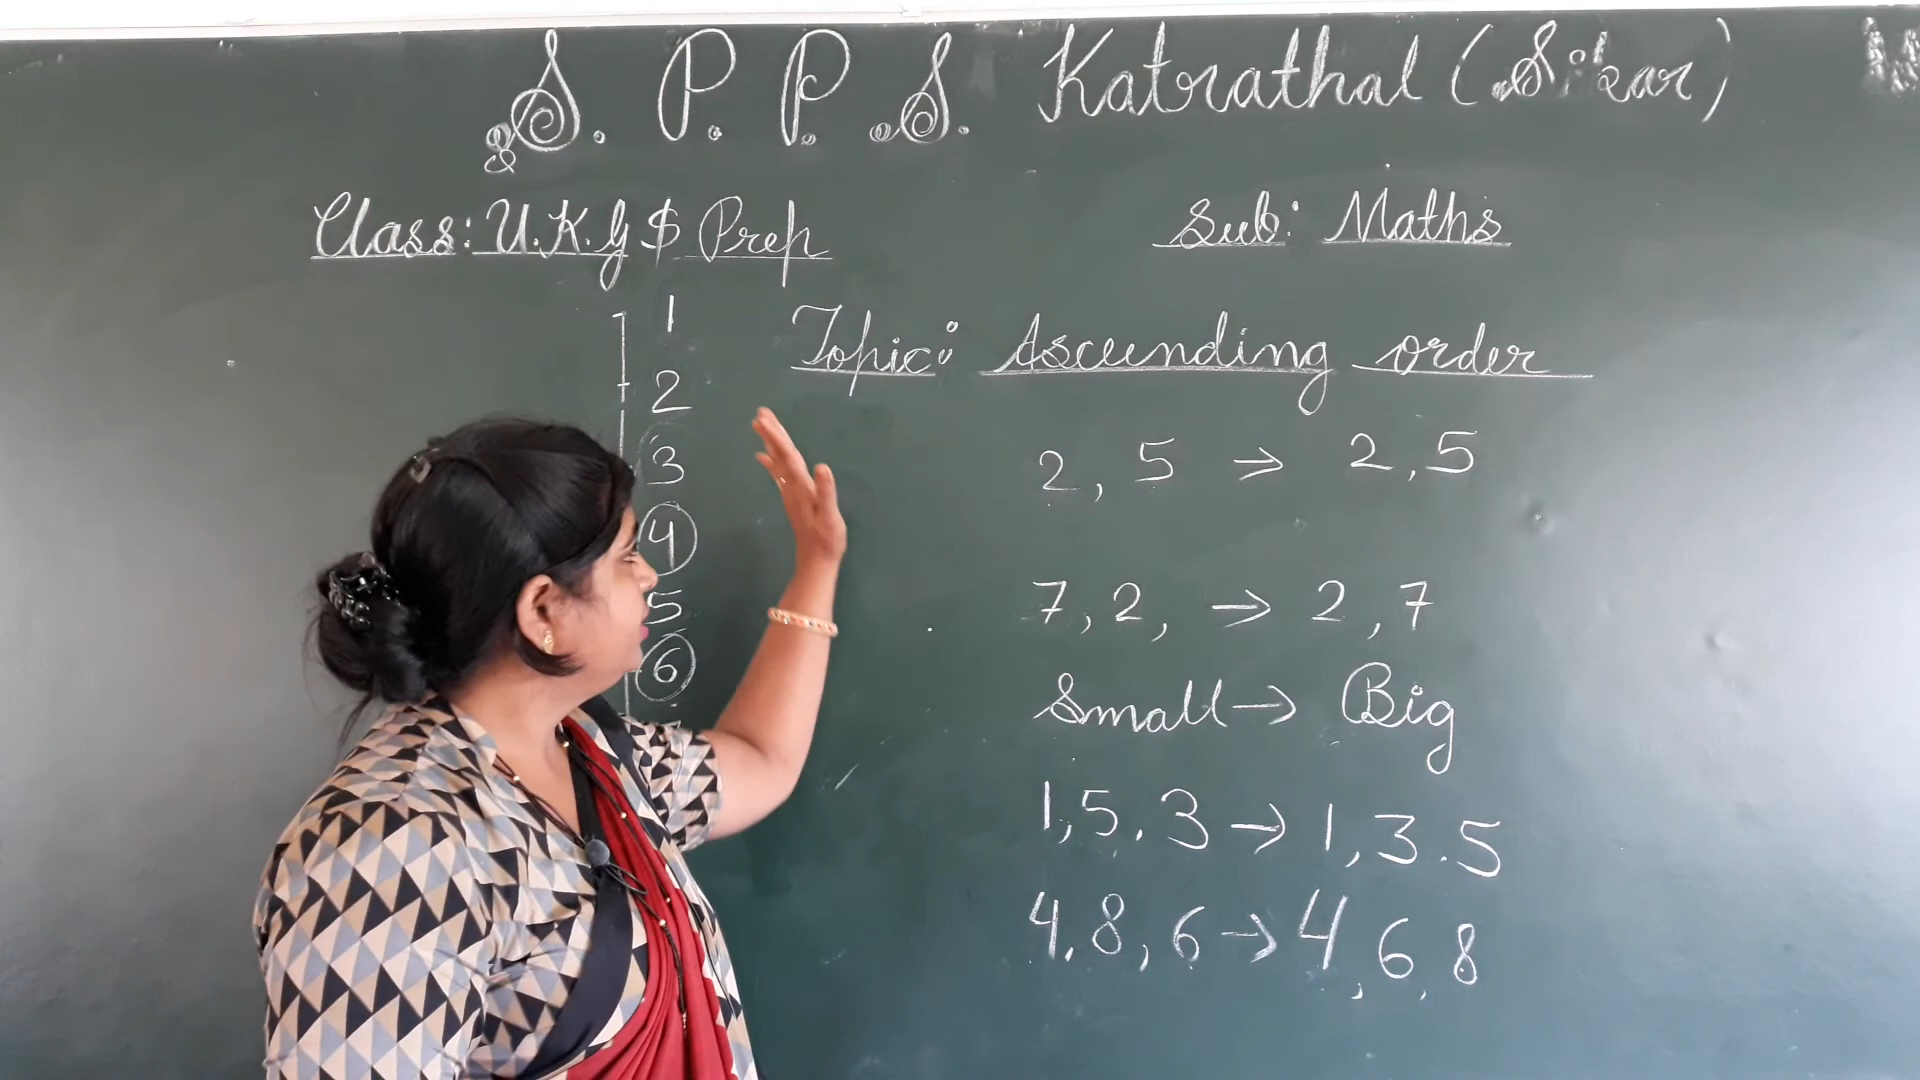 S. P. P. S. Katrathal (Sikar)
Class: U.K.G $ Prep
Sub: Maths
1
2
3
4
5
6
Topic: Ascending order
2, 5 → 2, 5
7, 2, → 2, 7
Small → Big
1, 5, 3 → 1, 3, 5
4, 8, 6 → 4, 6, 8